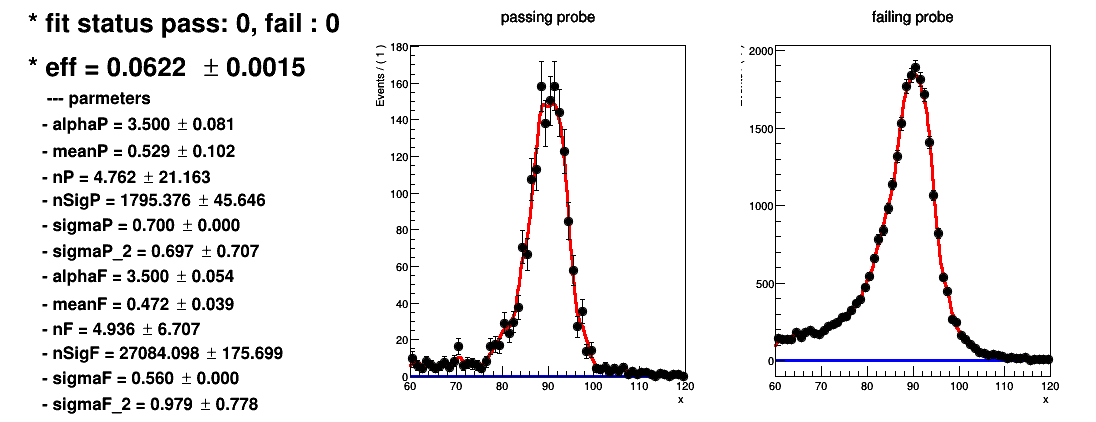 * fit status pass: 0, fail : 0
* eff = 0.0622 ± 0.0015
--- parmeters
- alphaP = 3.500 ± 0.081
- meanP = 0.529 ± 0.102
- nP = 4.762 ± 21.163
- nSigP = 1795.376 ± 45.646
- sigmaP = 0.700 ± 0.000
- sigmaP_2 = 0.697 ± 0.707
- alphaF = 3.500 ± 0.054
- meanF = 0.472 ± 0.039
- nF = 4.936 ± 6.707
- nSigF = 27084.098 ± 175.699
- sigmaF = 0.560 ± 0.000
- sigmaF_2 = 0.979 ± 0.778
passing probe
Events / ( 1 )
180
160
140
120
100
80
60
40
20
0
60 70 80 90 100 110 120
x
failing probe
( 1 )
2000
1500
1000
500
0
60 70 80 90 100 110 120
x